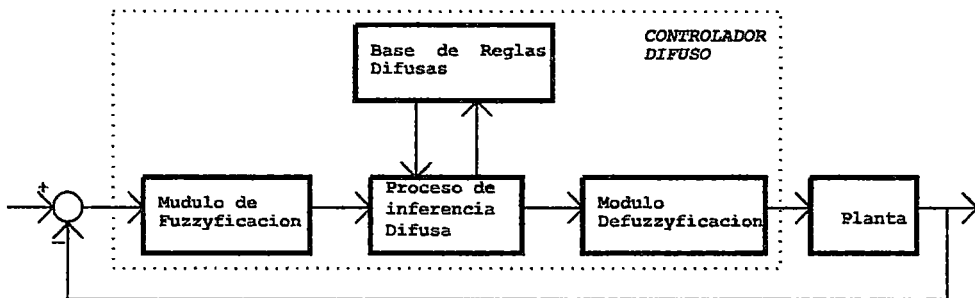 CONTROLADOR
DIFUSO
Base de Reglas
Difusas
+
−
Mudulo de
Fuzzyficacion
Proceso de
inferencia
Difusa
Modulo
Defuzzyficacion
Planta